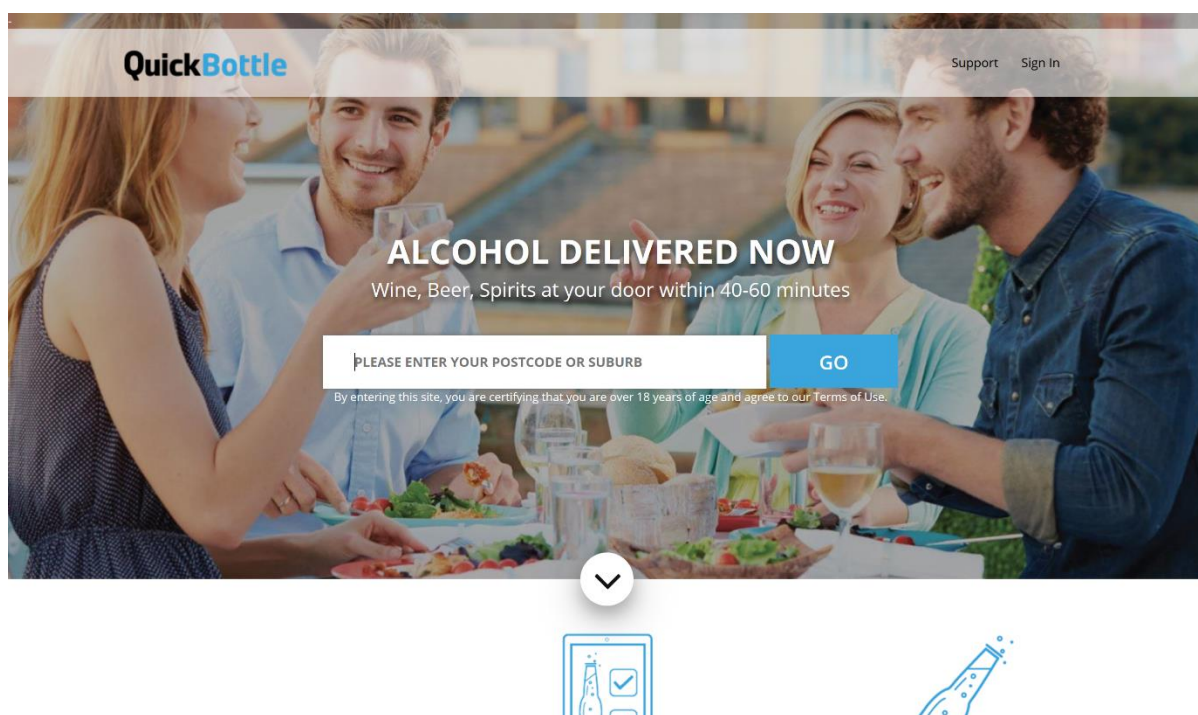 QuickBottle
Support Sign In
ALCOHOL DELIVERED NOW
Wine, Beer, Spirits at your door within 40-60 minutes
PLEASE ENTER YOUR POSTCODE OR SUBURB GO
By entering this site, you are certifying that you are over 18 years of age and agree to our Terms of Use.